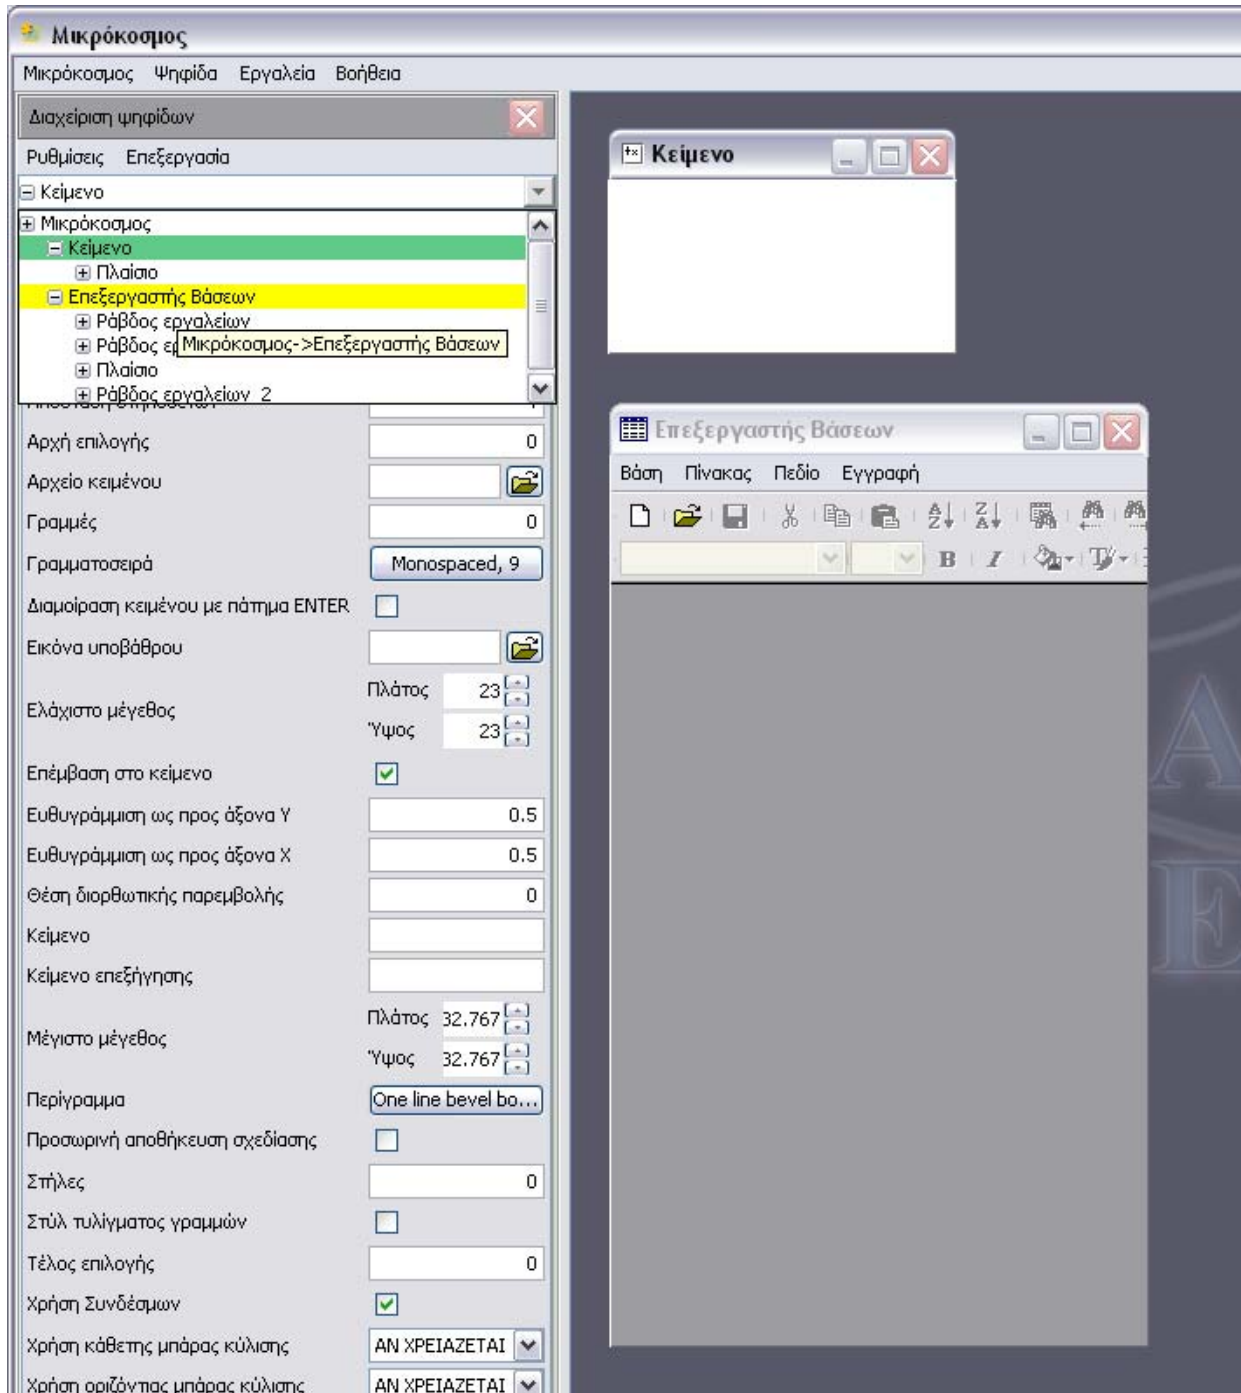 Μικρόκοσμος
Μικρόκοσμος Ψηφίδα Εργαλεία Βοήθεια
Διαχείριση ψηφίδων
Ρυθμίσεις Επεξεργασία
Κείμενο
Μικρόκοσμος
Κείμενο
Πλαίσιο
Επεξεργαστής Βάσεων
Ράβδος εργαλείων
Ράβδος ε
Μικρόκοσμος->Επεξεργαστής Βάσεων
Πλαίσιο
Ράβδος εργαλείων 2
Αρχή επιλογής 0
Αρχείο κειμένου
Γραμμές 0
Γραμματοσειρά Monospaced, 9
Διαμοίραση κειμένου με πάτημα ENTER
Εικόνα υποβάθρου
Ελάχιστο μέγεθος
Πλάτος 23
Ύψος 23
Επέμβαση στο κείμενο
Ευθυγράμμιση ως προς άξονα Υ 0.5
Ευθυγράμμιση ως προς άξονα Χ 0.5
Θέση διορθωτικής παρεμβολής 0
Κείμενο
Κείμενο επεξήγησης
Μέγιστο μέγεθος
Πλάτος 32.767
Ύψος 32.767
Περίγραμμα One line bevel bo...
Προσωρινή αποθήκευση σχεδίασης
Στήλες 0
Στύλ τυλίγματος γραμμών
Τέλος επιλογής 0
Χρήση Συνδέσμων
Χρήση κάθετης μπάρας κύλισης ΑΝ ΧΡΕΙΑΖΕΤΑΙ
Χρήση οριζόντιας μπάρας κύλισης ΑΝ ΧΡΕΙΑΖΕΤΑΙ
Κείμενο
Επεξεργαστής Βάσεων
Βάση Πίνακας Πεδίο Εγγραφή
B I
A
E